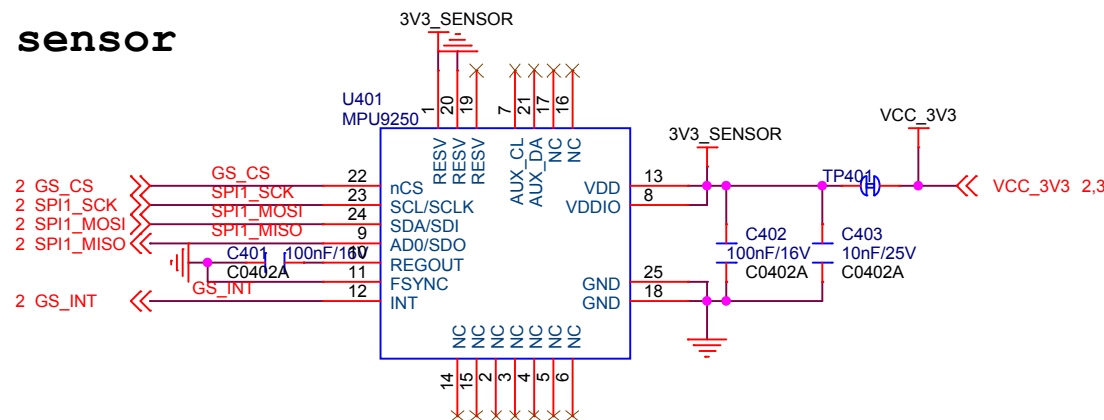 sensor
3V3_SENSOR
U401
MPU9250
1
20
19
7
21
17
16
RESV
RESV
RESV
AUX_CL
AUX_DA
NC
NC
2 GS_CS
GS_CS
22
nCS
2 SPI1_SCK
SPI1_SCK
23
SCL/SCLK
2 SPI1_MOSI
SPI1_MOSI
24
SDA/SDI
2 SPI1_MISO
SPI1_MISO
9
AD0/SDO
C401
100nF/16V
C0402A
10
REGOUT
11
FSYNC
2 GS_INT
GS_INT
12
INT
3V3_SENSOR
VCC_3V3
13
VDD
8
VDDIO
TP401
VCC_3V3 2,3
C402
100nF/16V
C0402A
C403
10nF/25V
C0402A
25
GND
18
GND
NC
NC
NC
NC
NC
NC
NC
14
15
2
3
4
5
6